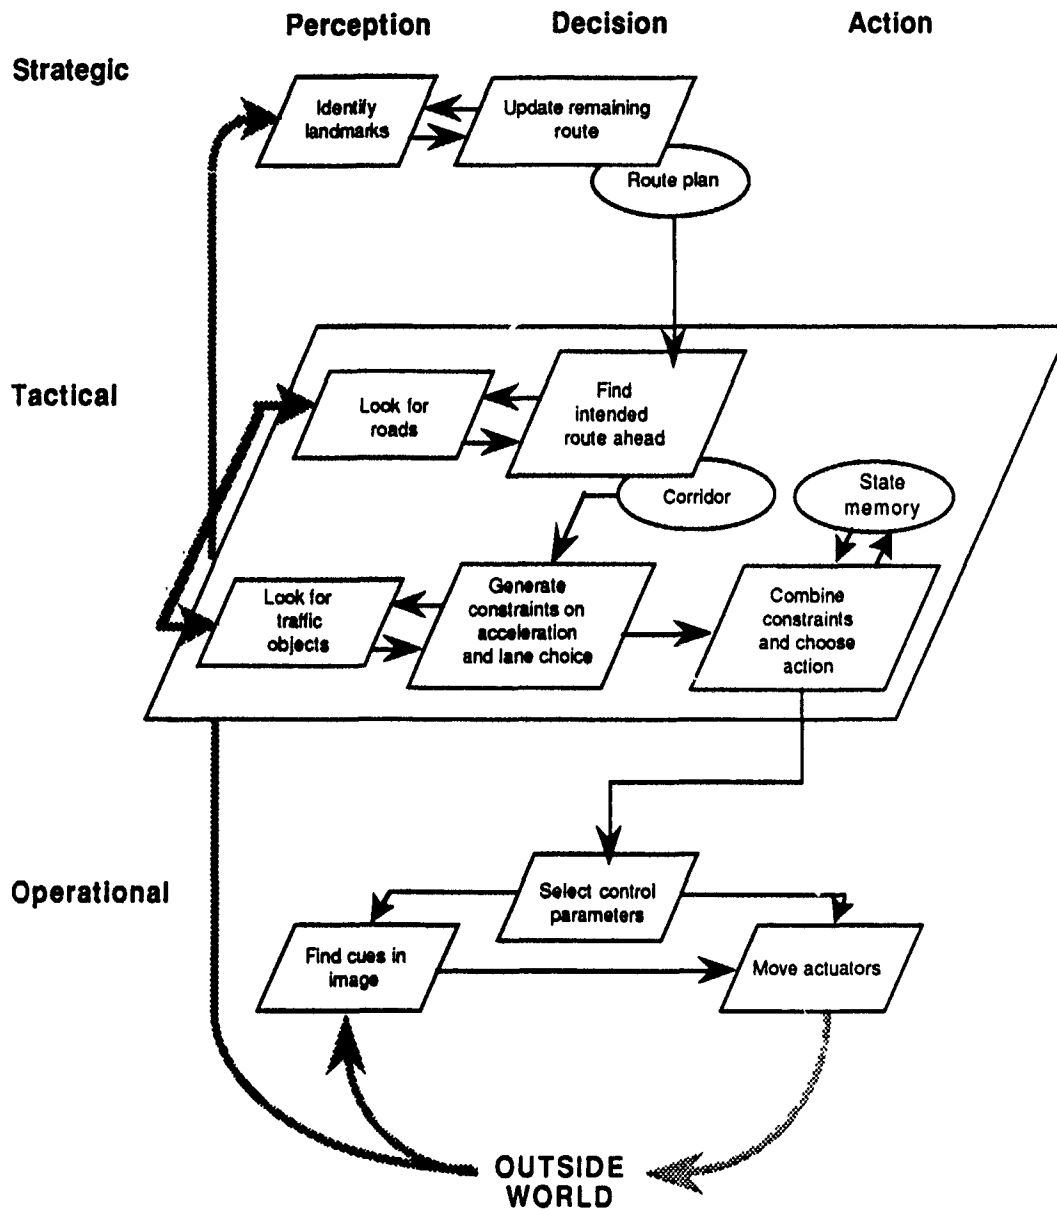 Perception
Decision
Action
Strategic
Identify
landmarks
Update remaining
route
Route plan
Tactical
Look for
roads
Find
intended
route ahead
Corridor
State
memory
Look for
traffic
objects
Generate
constraints on
acceleration
and lane choice
Combine
constraints
and choose
action
Operational
Select control
parameters
Find cues in
image
Move actuators
OUTSIDE
WORLD